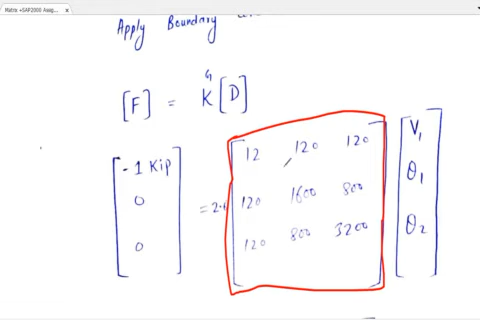 Matrix +SAP2000 Assig...
Apply Boundary
[F] = K^G [D]
[-1 Kip] [12 120 120] [V₁]
[0] = 2. [120 1600 800] [θ₁]
[0] [120 800 3200] [θ₂]